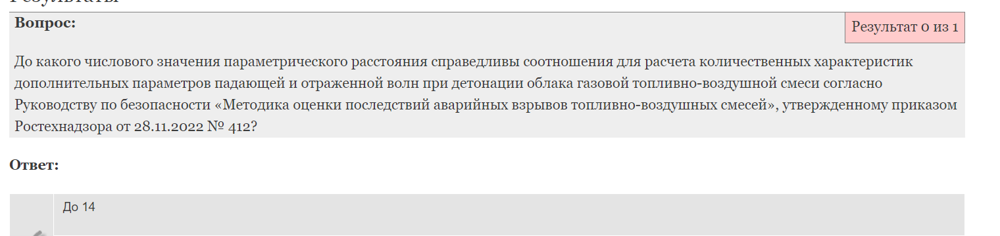 Результаты
Вопрос:
Результат 0 из 1
До какого числового значения параметрического расстояния справедливы соотношения для расчета количественных характеристик
дополнительных параметров падающей и отраженной волн при детонации облака газовой топливно-воздушной смеси согласно
Руководству по безопасности «Методика оценки последствий аварийных взрывов топливно-воздушных смесей», утвержденному приказом
Ростехнадзора от 28.11.2022 № 412?
Ответ:
До 14